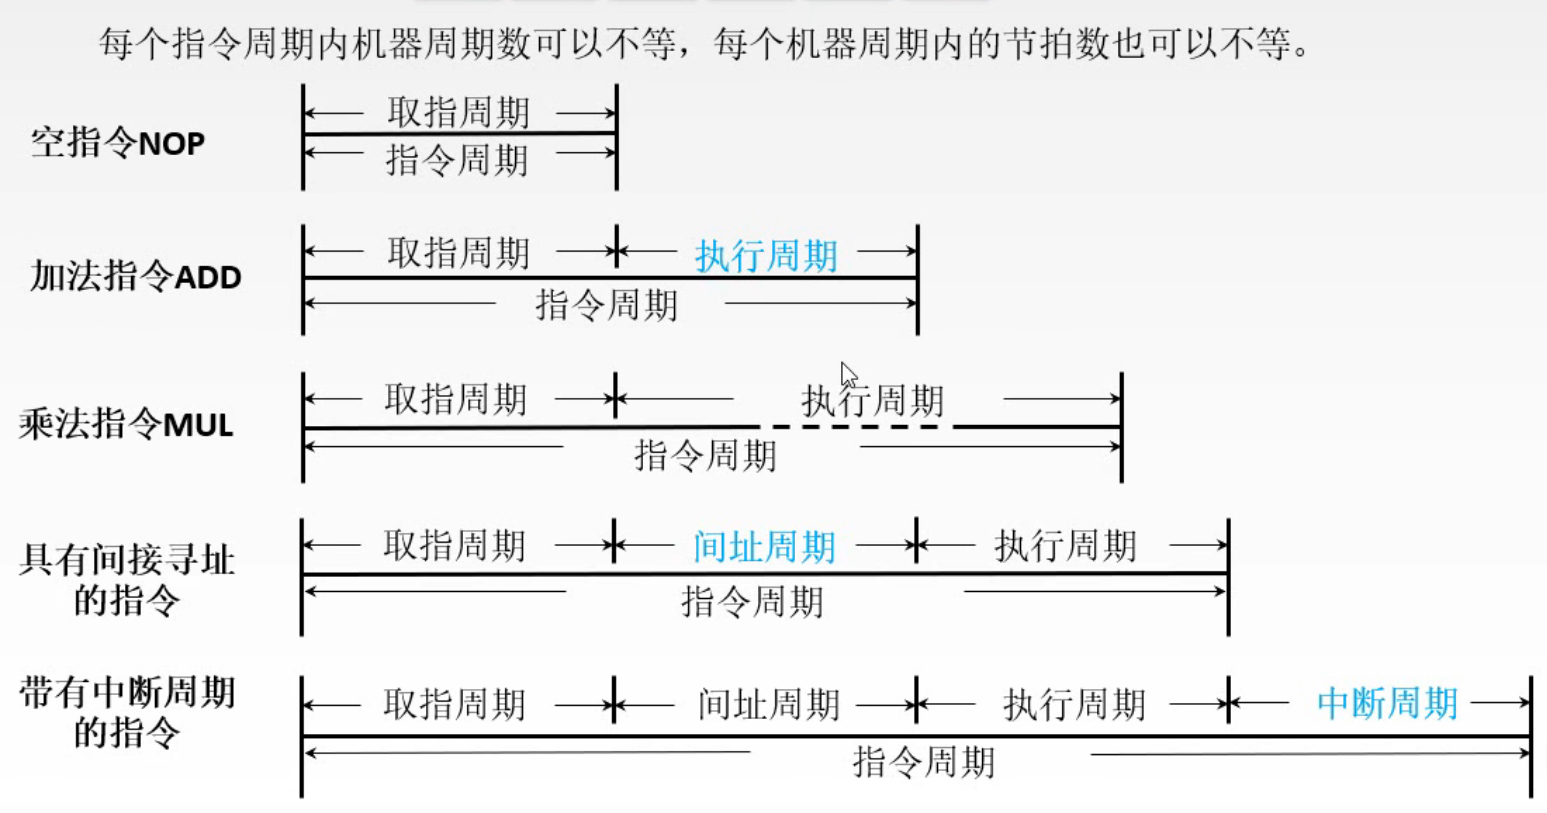 每个指令周期内机器周期数可以不等，每个机器周期内的节拍数也可以不等。
空指令NOP
取指周期
指令周期
加法指令ADD
取指周期 执行周期
指令周期
乘法指令MUL
取指周期 执行周期
指令周期
具有间接寻址
的指令
取指周期 间址周期 执行周期
指令周期
带有中断周期
的指令
取指周期 间址周期 执行周期 中断周期
指令周期